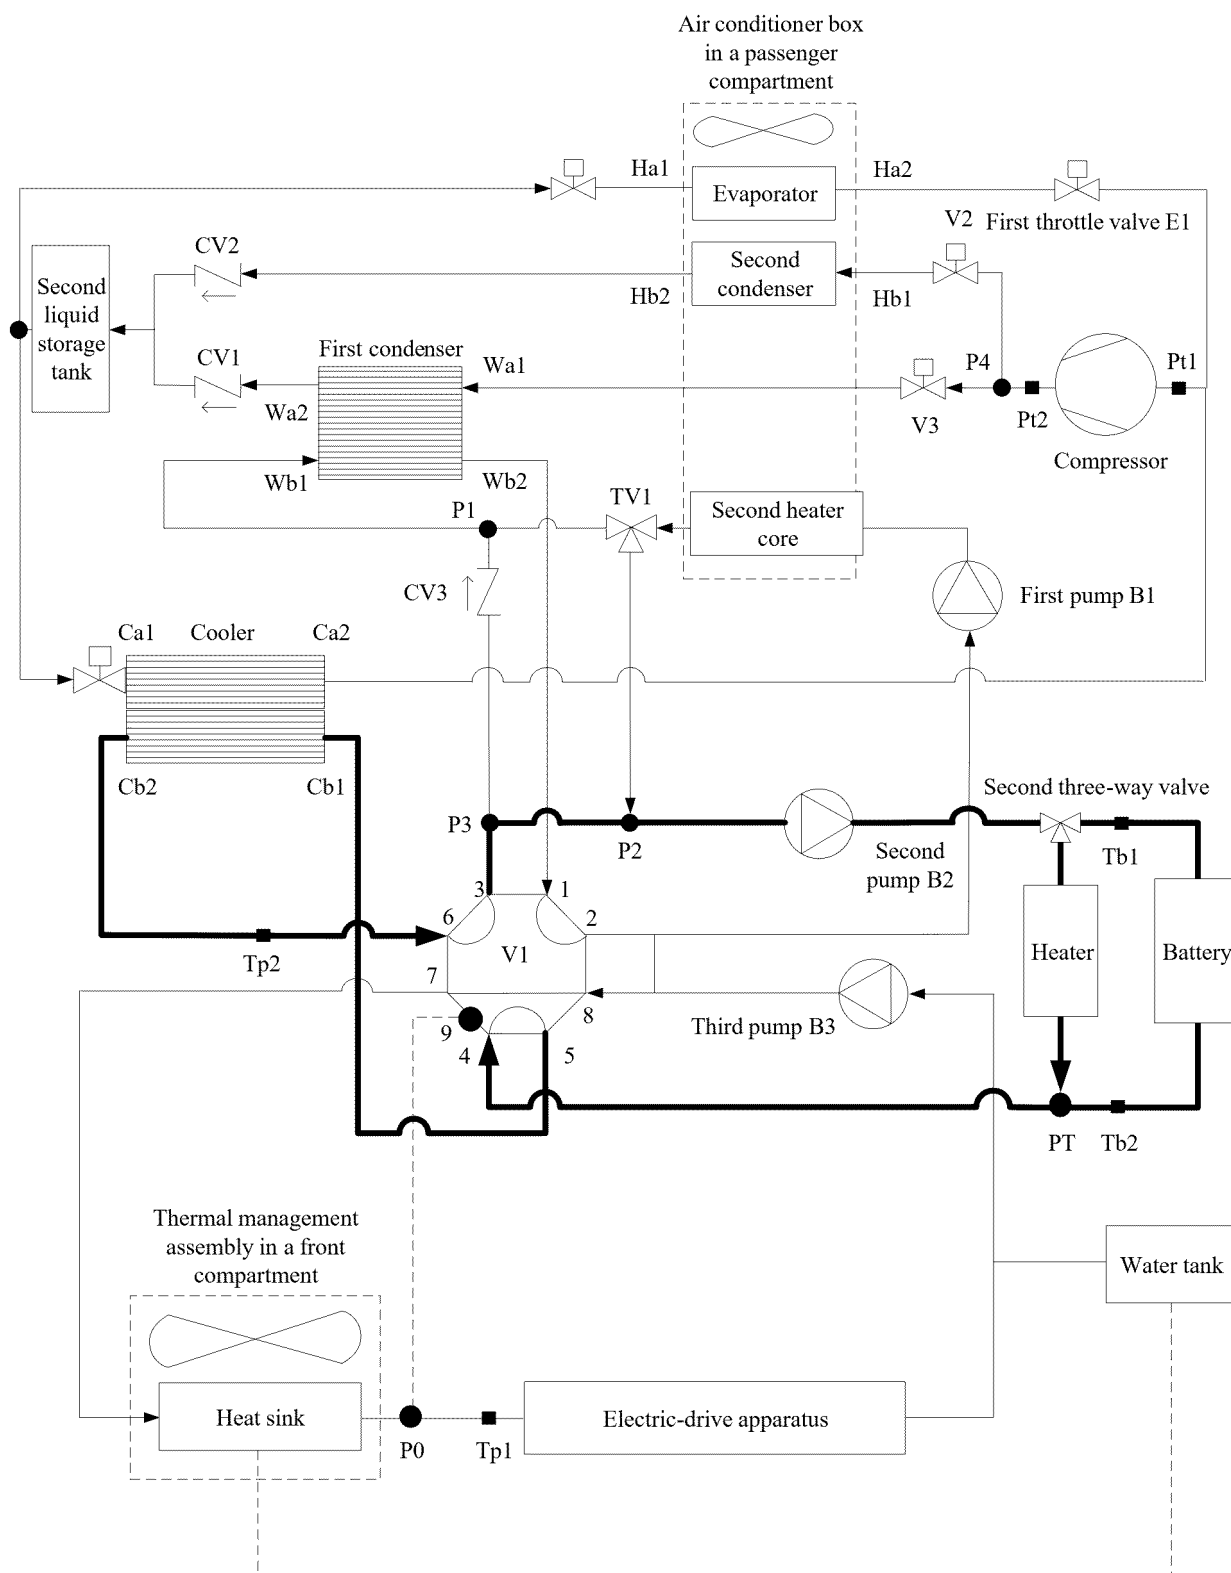 Air conditioner box
in a passenger
compartment
Ha1
Evaporator
Ha2
V2
First throttle valve E1
CV2
Second
condenser
Hb2
Hb1
Second
liquid
storage
tank
CV1
First condenser
Wa1
Wa2
P4
Pt1
Pt2
V3
Compressor
Wb1
Wb2
TV1
P1
Second heater
core
CV3
First pump B1
Ca1
Cooler
Ca2
Cb2
Cb1
Second three-way valve
P3
P2
Second
pump B2
Tb1
3
1
6
2
V1
Tp2
Heater
Battery
7
8
9
4
5
Third pump B3
PT
Tb2
Thermal management
assembly in a front
compartment
Water tank
Heat sink
P0
Tp1
Electric-drive apparatus